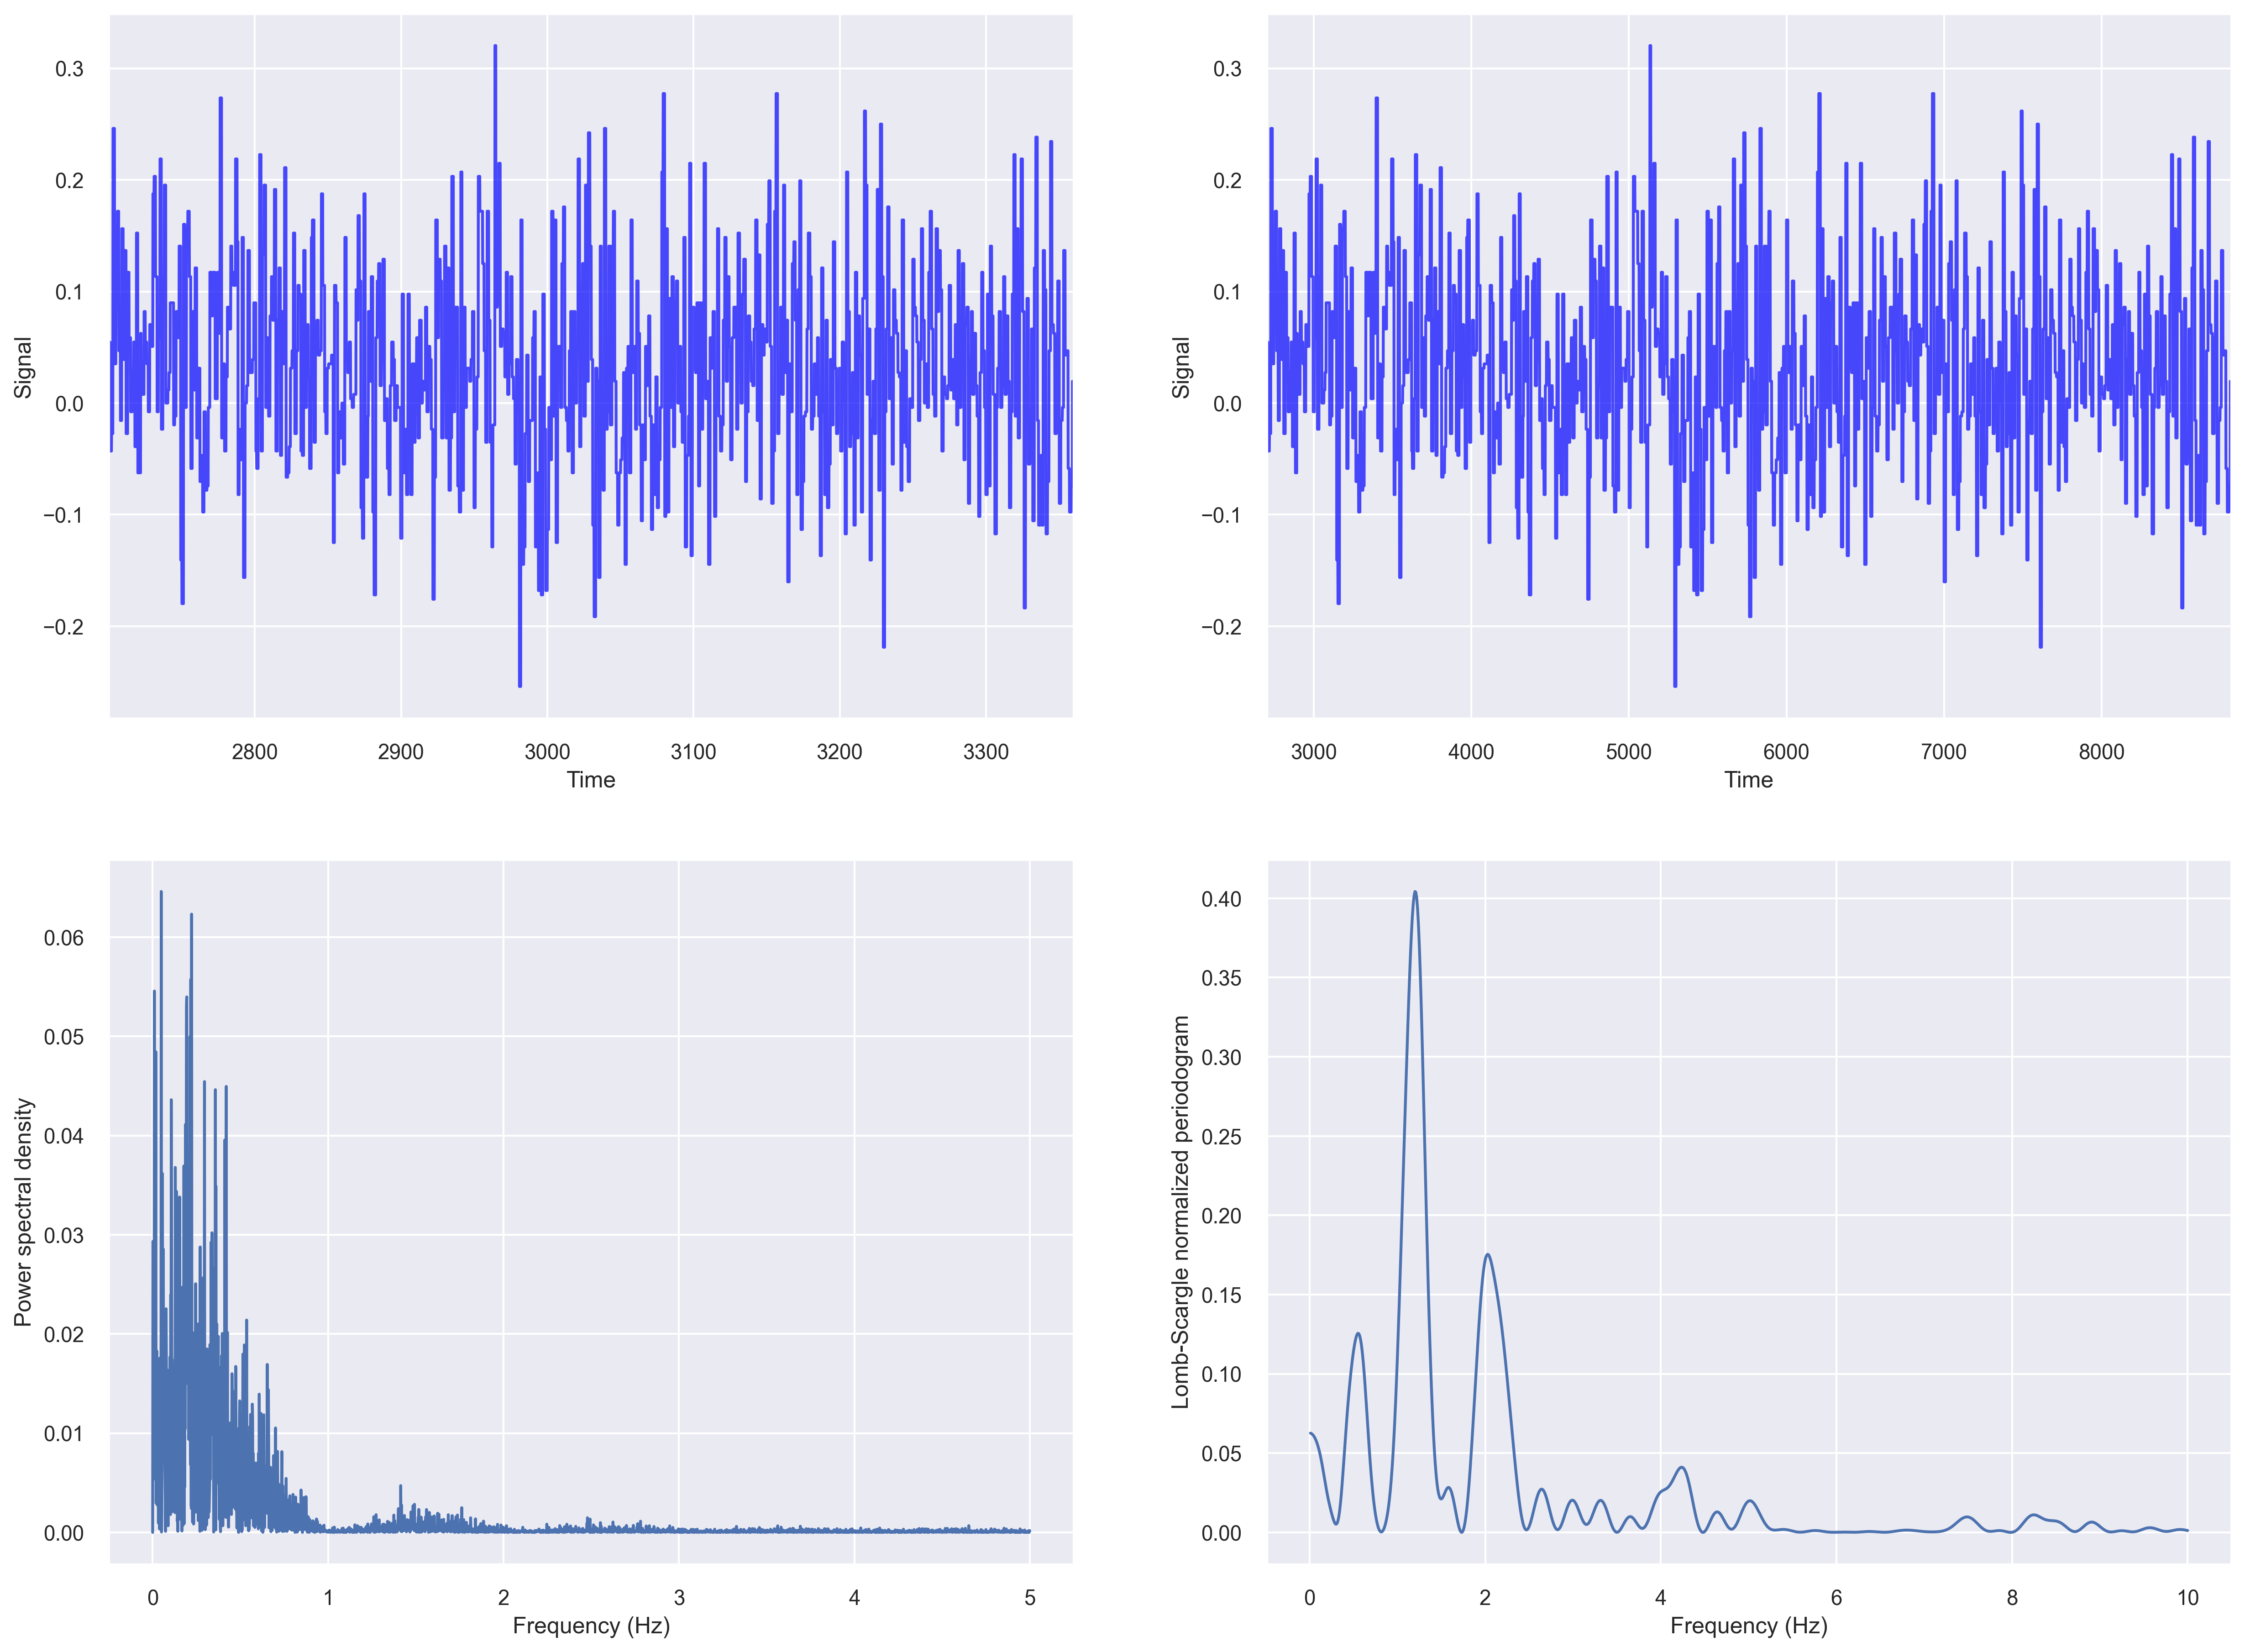 0.3
0.2
0.1
0.0
−0.1
−0.2
Signal
2800 2900 3000 3100 3200 3300
Time
0.3
0.2
0.1
0.0
−0.1
−0.2
Signal
3000 4000 5000 6000 7000 8000
Time
0.06
0.05
0.04
0.03
0.02
0.01
0.00
Power spectral density
0 1 2 3 4 5
Frequency (Hz)
0.40
0.35
0.30
0.25
0.20
0.15
0.10
0.05
0.00
Lomb-Scargle normalized periodogram
0 2 4 6 8 10
Frequency (Hz)